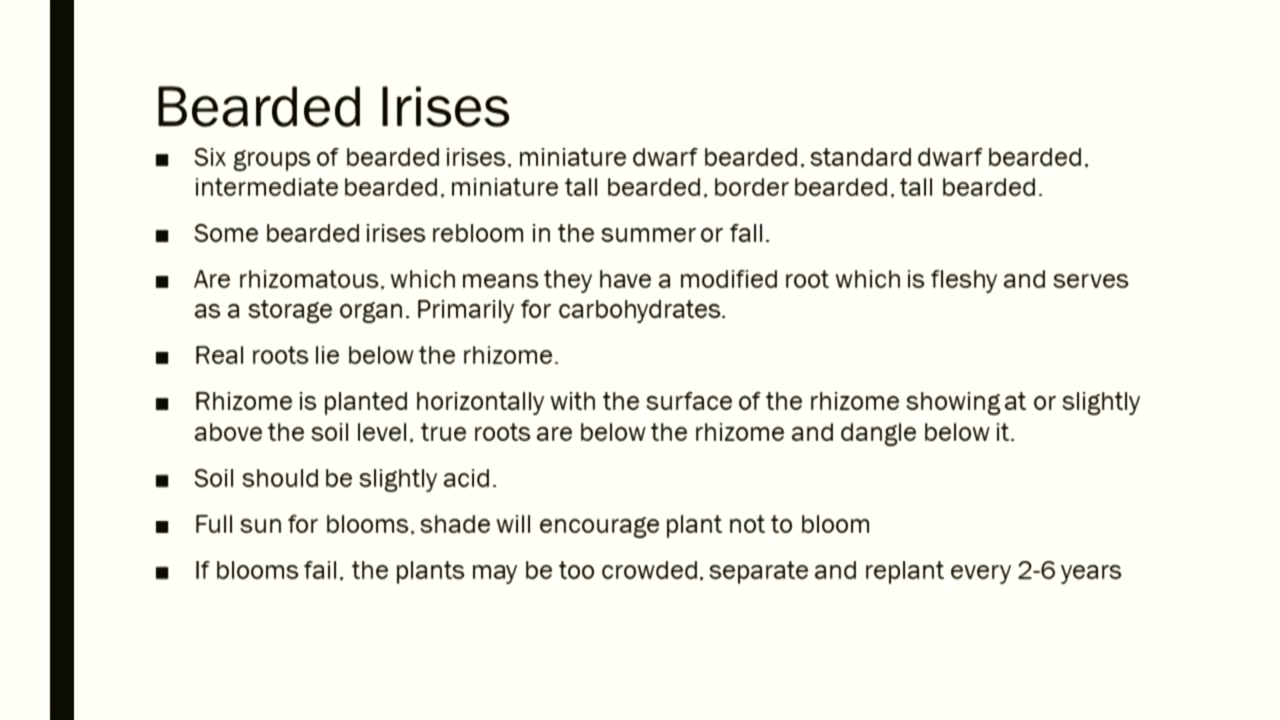 Bearded Irises
■ Six groups of bearded irises, miniature dwarf bearded, standard dwarf bearded,
intermediate bearded, miniature tall bearded, border bearded, tall bearded.
■ Some bearded irises rebloom in the summer or fall.
■ Are rhizomatous, which means they have a modified root which is fleshy and serves
as a storage organ. Primarily for carbohydrates.
■ Real roots lie below the rhizome.
■ Rhizome is planted horizontally with the surface of the rhizome showing at or slightly
above the soil level, true roots are below the rhizome and dangle below it.
■ Soil should be slightly acid.
■ Full sun for blooms, shade will encourage plant not to bloom
■ If blooms fail, the plants may be too crowded, separate and replant every 2-6 years